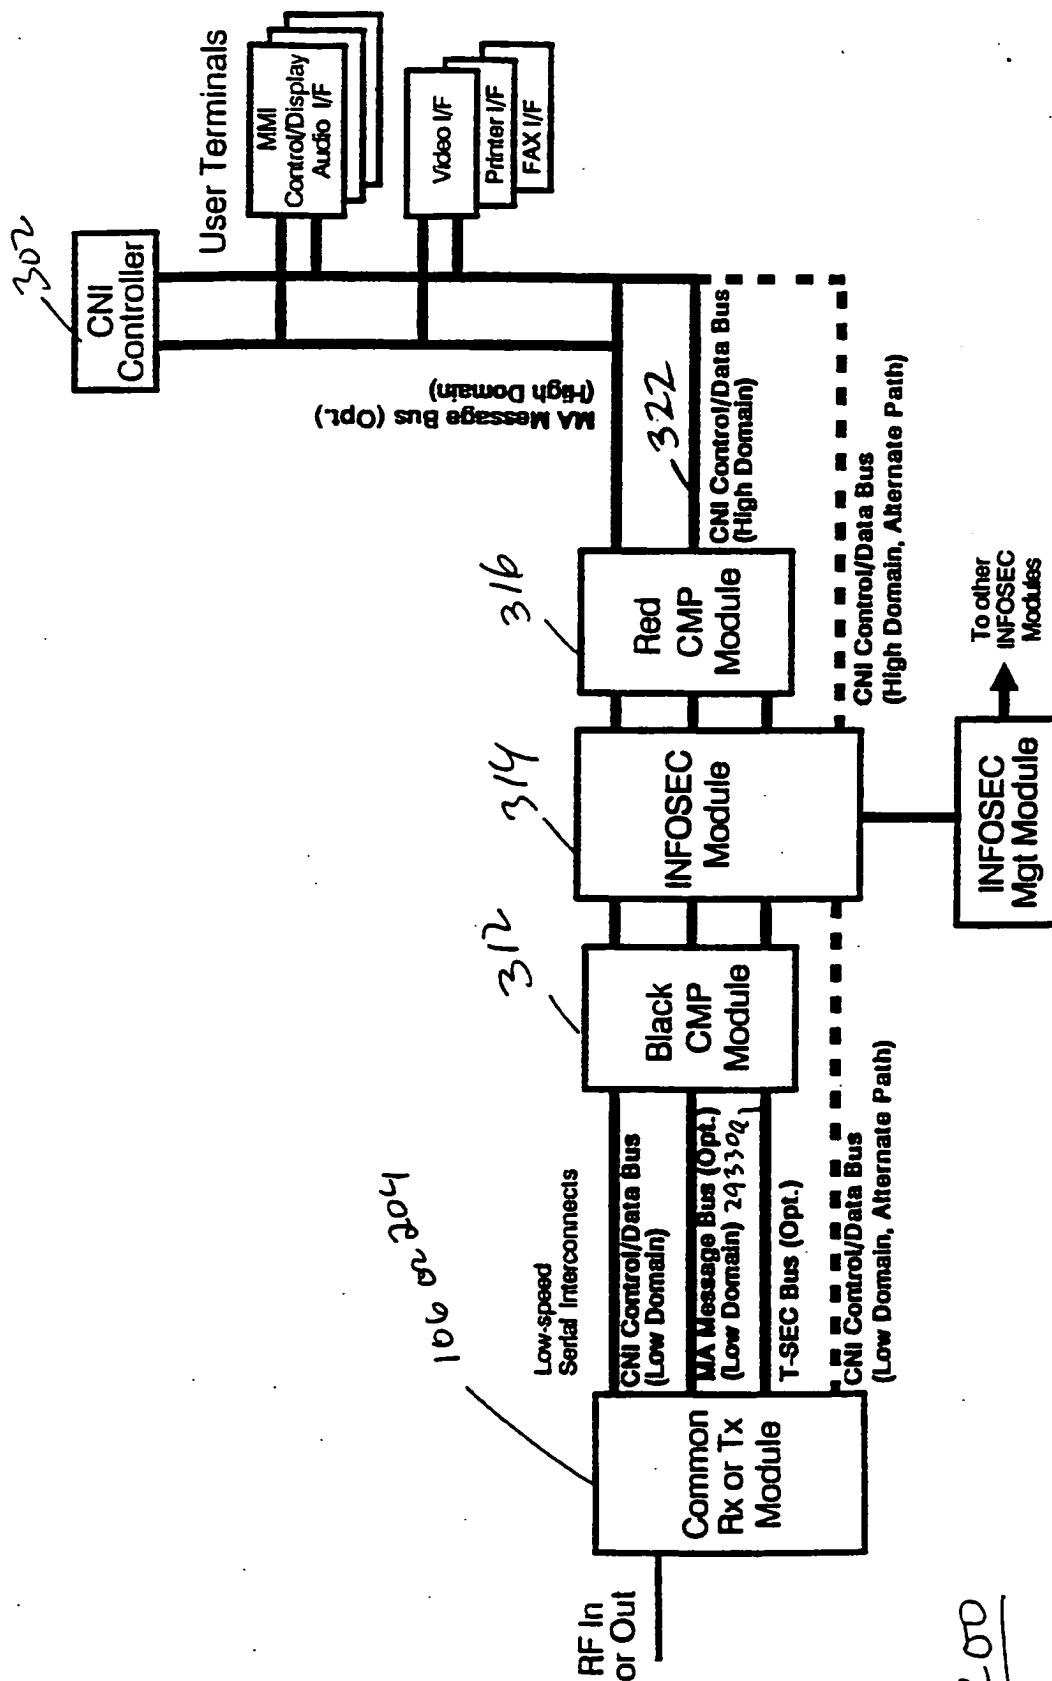 302
CNI
Controller
User Terminals
MMI
Control/Display
Audio I/F
Video I/F
Printer I/F
FAX I/F
MA Message Bus (Opt.)
(High Domain)
322
CNI Control/Data Bus
(High Domain)
CNI Control/Data Bus
(High Domain, Alternate Path)
316
Red
CMP
Module
314
INFOSEC
Module
To other
INFOSEC
Modules
INFOSEC
Mgt Module
312
Black
CMP
Module
106 or 204
Low-speed
Serial Interconnects
CNI Control/Data Bus
(Low Domain)
MA Message Bus (Opt.)
(Low Domain)
T-SEC Bus (Opt.)
CNI Control/Data Bus
(Low Domain, Alternate Path)
Common
Rx or Tx
Module
RF In
or Out